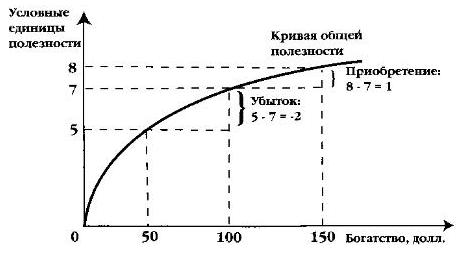 Условные
единицы
полезности
Кривая общей
полезности
8
Приобретение:
8 - 7 = 1
7
Убыток:
5 - 7 = -2
5
0
50
100
150
Богатство, долл.